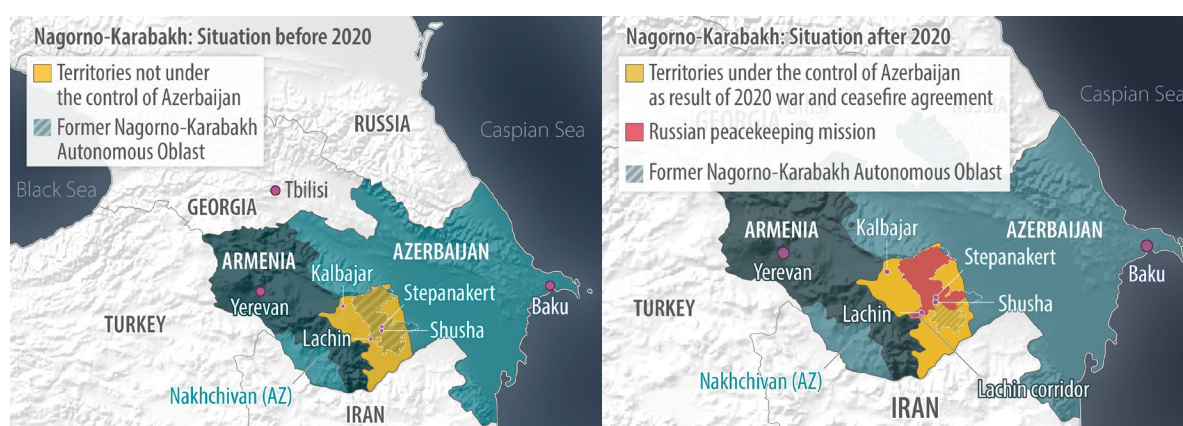 Nagorno-Karabakh: Situation before 2020
Territories not under
the control of Azerbaijan
Former Nagorno-Karabakh
Autonomous Oblast
RUSSIA
Caspian Sea
Black Sea
Tbilisi
GEORGIA
ARMENIA
AZERBAIJAN
Kalbajar
Stepanakert
Yerevan
Baku
TURKEY
Lachin
Shusha
Nakhchivan (AZ)
IRAN
Nagorno-Karabakh: Situation after 2020
Territories under the control of Azerbaijan
as result of 2020 war and ceasefire agreement
Russian peacekeeping mission
Former Nagorno-Karabakh Autonomous Oblast
Caspian Sea
GEORGIA
ARMENIA
Kalbajar
AZERBAIJAN
Stepanakert
Yerevan
Baku
TURKEY
Lachin
Shusha
Nakhchivan (AZ)
Lachin corridor
IRAN